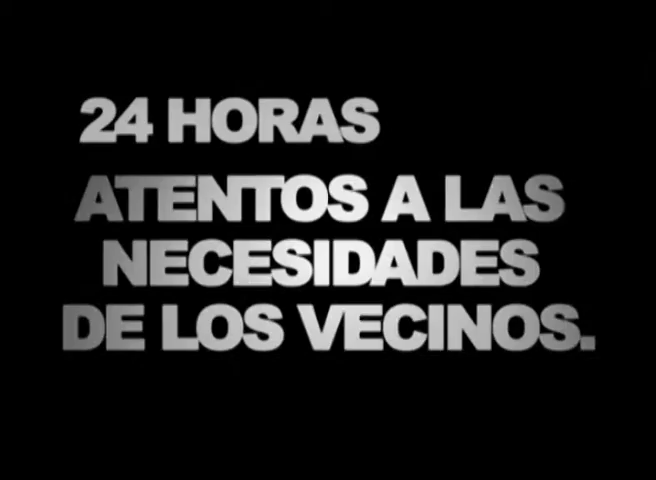 24 HORAS
ATENTOS A LAS
NECESIDADES
DE LOS VECINOS.